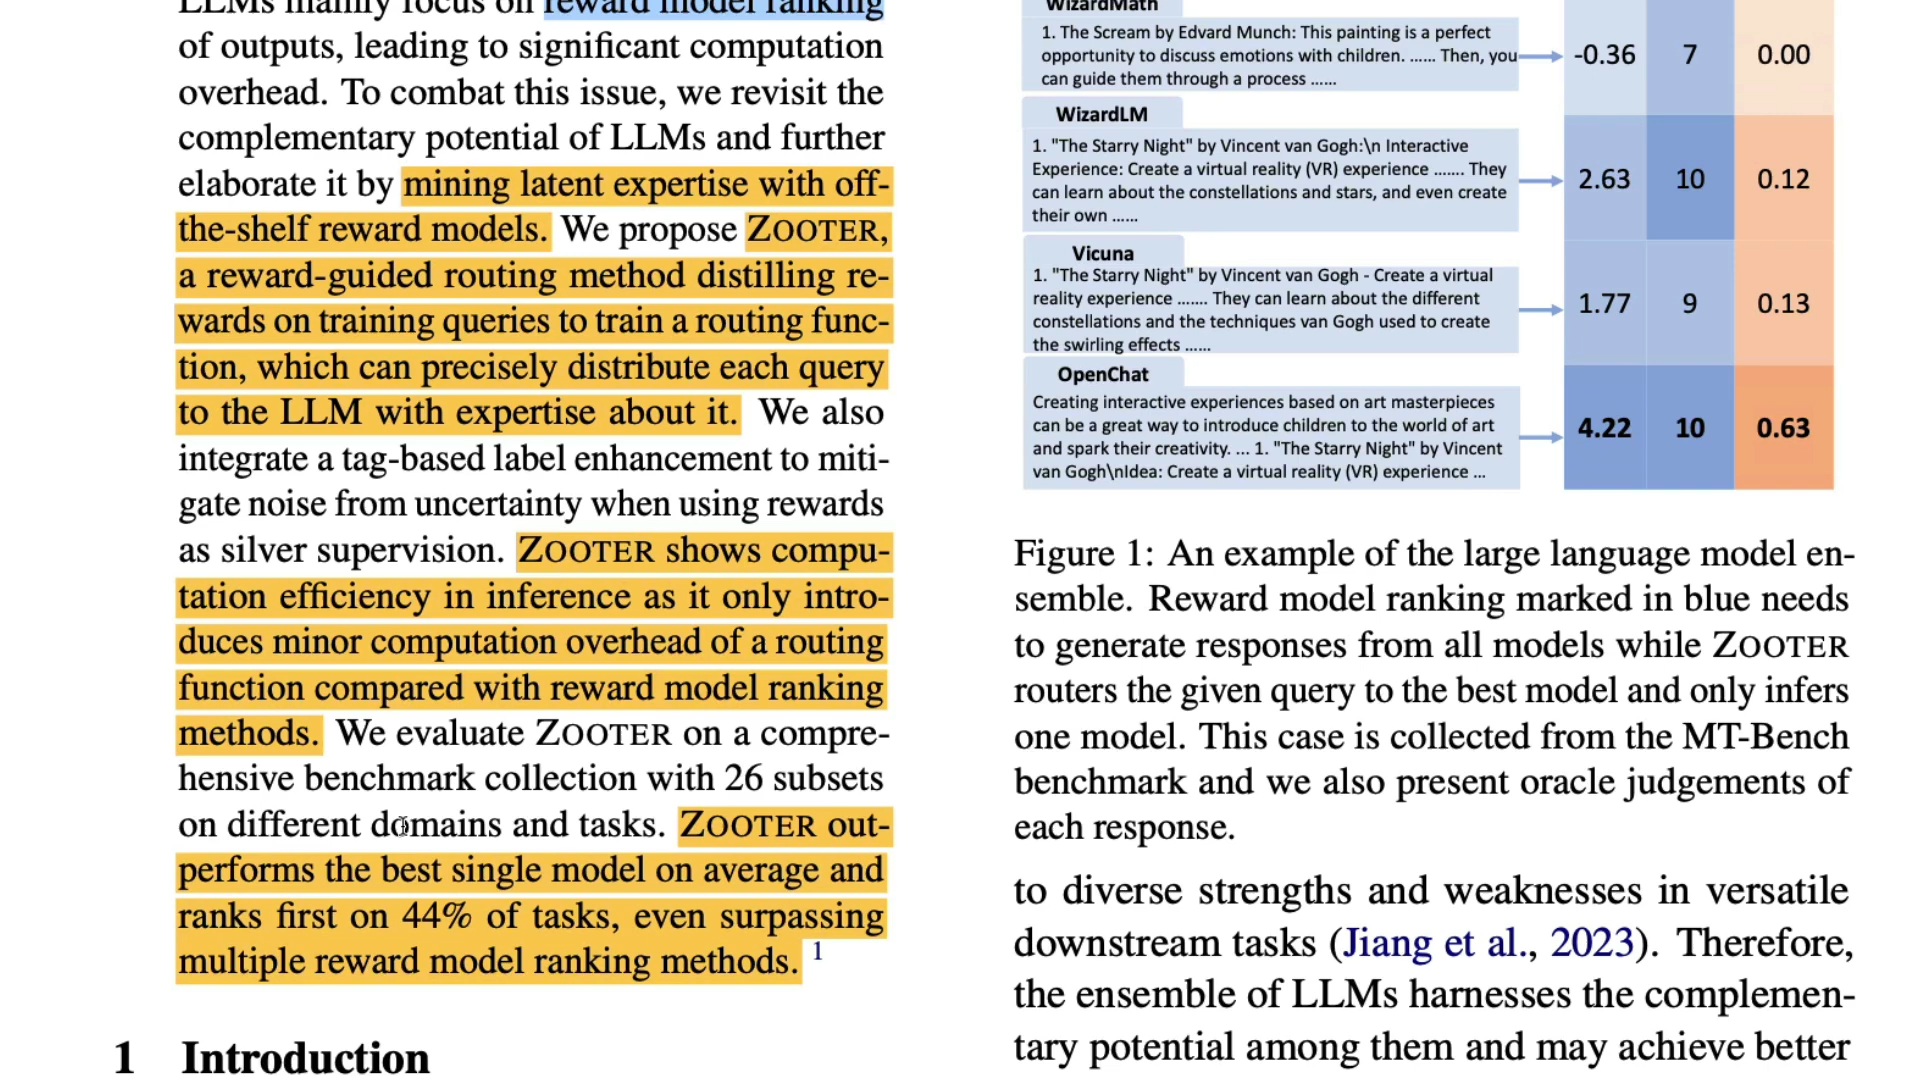 LLMs mainly focus on reward model ranking
of outputs, leading to significant computation
overhead. To combat this issue, we revisit the
complementary potential of LLMs and further
elaborate it by mining latent expertise with off-
the-shelf reward models. We propose ZOOTER,
a reward-guided routing method distilling re-
wards on training queries to train a routing func-
tion, which can precisely distribute each query
to the LLM with expertise about it. We also
integrate a tag-based label enhancement to miti-
gate noise from uncertainty when using rewards
as silver supervision. ZOOTER shows compu-
tation efficiency in inference as it only intro-
duces minor computation overhead of a routing
function compared with reward model ranking
methods. We evaluate ZOOTER on a compre-
hensive benchmark collection with 26 subsets
on different domains and tasks. ZOOTER out-
performs the best single model on average and
ranks first on 44% of tasks, even surpassing
multiple reward model ranking methods. 1
1 Introduction
WizardMath
1. The Scream by Edvard Munch: This painting is a perfect
opportunity to discuss emotions with children. ...... Then, you
can guide them through a process ......
-0.36 7 0.00
WizardLM
1. "The Starry Night" by Vincent van Gogh:\n Interactive
Experience: Create a virtual reality (VR) experience ....... They
can learn about the constellations and stars, and even create
their own ......
2.63 10 0.12
Vicuna
1. "The Starry Night" by Vincent van Gogh - Create a virtual
reality experience ....... They can learn about the different
constellations and the techniques van Gogh used to create
the swirling effects ......
1.77 9 0.13
OpenChat
Creating interactive experiences based on art masterpieces
can be a great way to introduce children to the world of art
and spark their creativity. ... 1. "The Starry Night" by Vincent
van Gogh\nIdea: Create a virtual reality (VR) experience ...
4.22 10 0.63
Figure 1: An example of the large language model en-
semble. Reward model ranking marked in blue needs
to generate responses from all models while ZOOTER
routers the given query to the best model and only infers
one model. This case is collected from the MT-Bench
benchmark and we also present oracle judgements of
each response.
to diverse strengths and weaknesses in versatile
downstream tasks (Jiang et al., 2023). Therefore,
the ensemble of LLMs harnesses the complemen-
tary potential among them and may achieve better